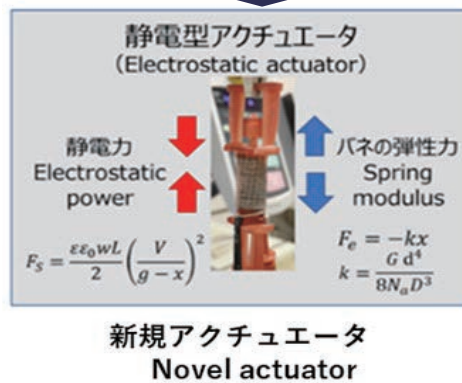 静電型アクチュエータ
(Electrostatic actuator)
静電力
Electrostatic
power
F_S = εε₀wL/2 (V/(g − x))²
バネの弾性力
Spring
modulus
F_e = −kx
k = G d⁴/8N_aD³
新規アクチュエータ
Novel actuator